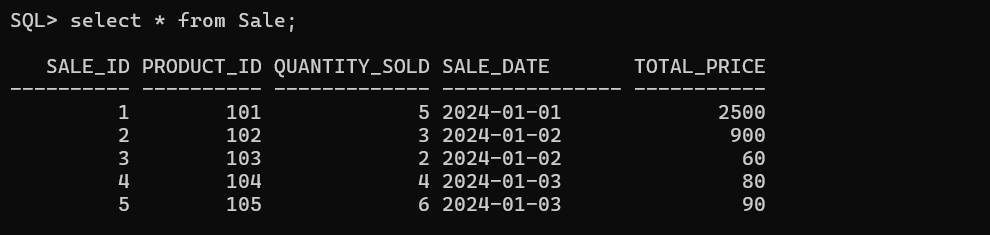 SQL> select * from Sale;
SALE_ID PRODUCT_ID QUANTITY_SOLD SALE_DATE TOTAL_PRICE
---------- ---------- ------------- --------------- -----------
1 101 5 2024-01-01 2500
2 102 3 2024-01-02 900
3 103 2 2024-01-02 60
4 104 4 2024-01-03 80
5 105 6 2024-01-03 90